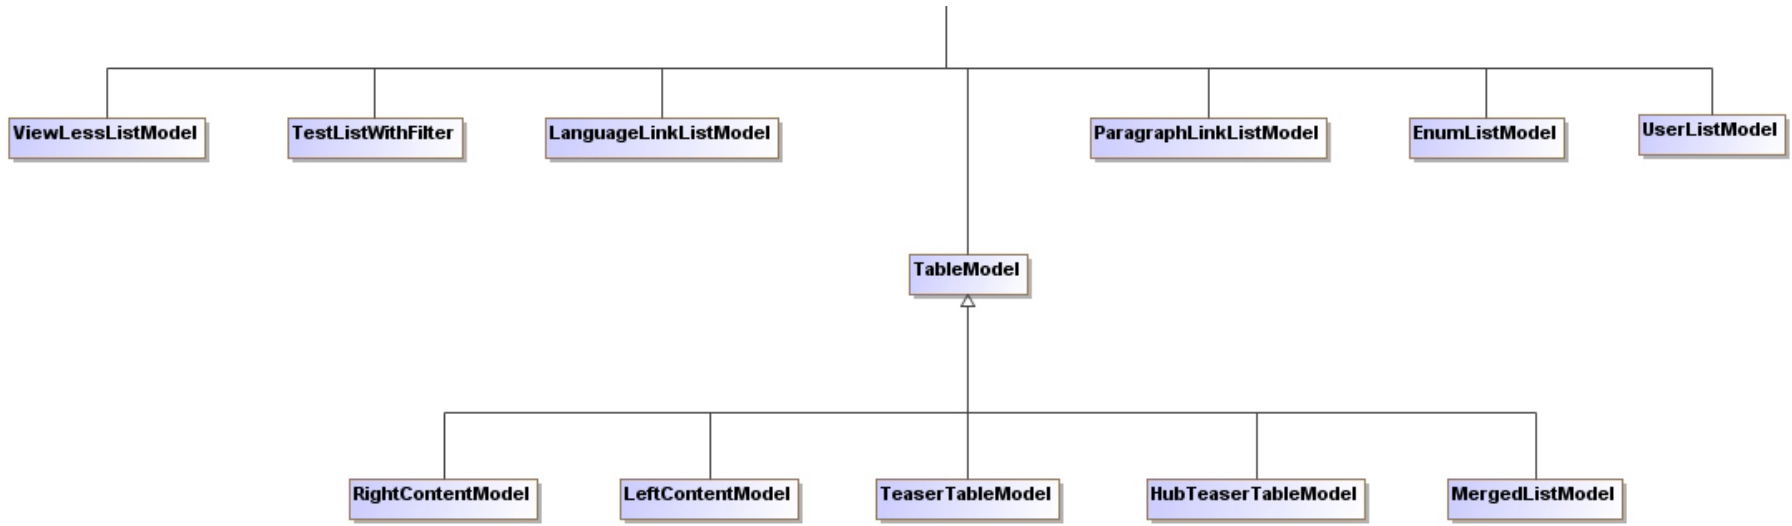 ViewLessListModel
TestListWithFilter
LanguageLinkListModel
ParagraphLinkListModel
EnumListModel
UserListModel
TableModel
RightContentModel
LeftContentModel
TeaserTableModel
HubTeaserTableModel
MergedListModel